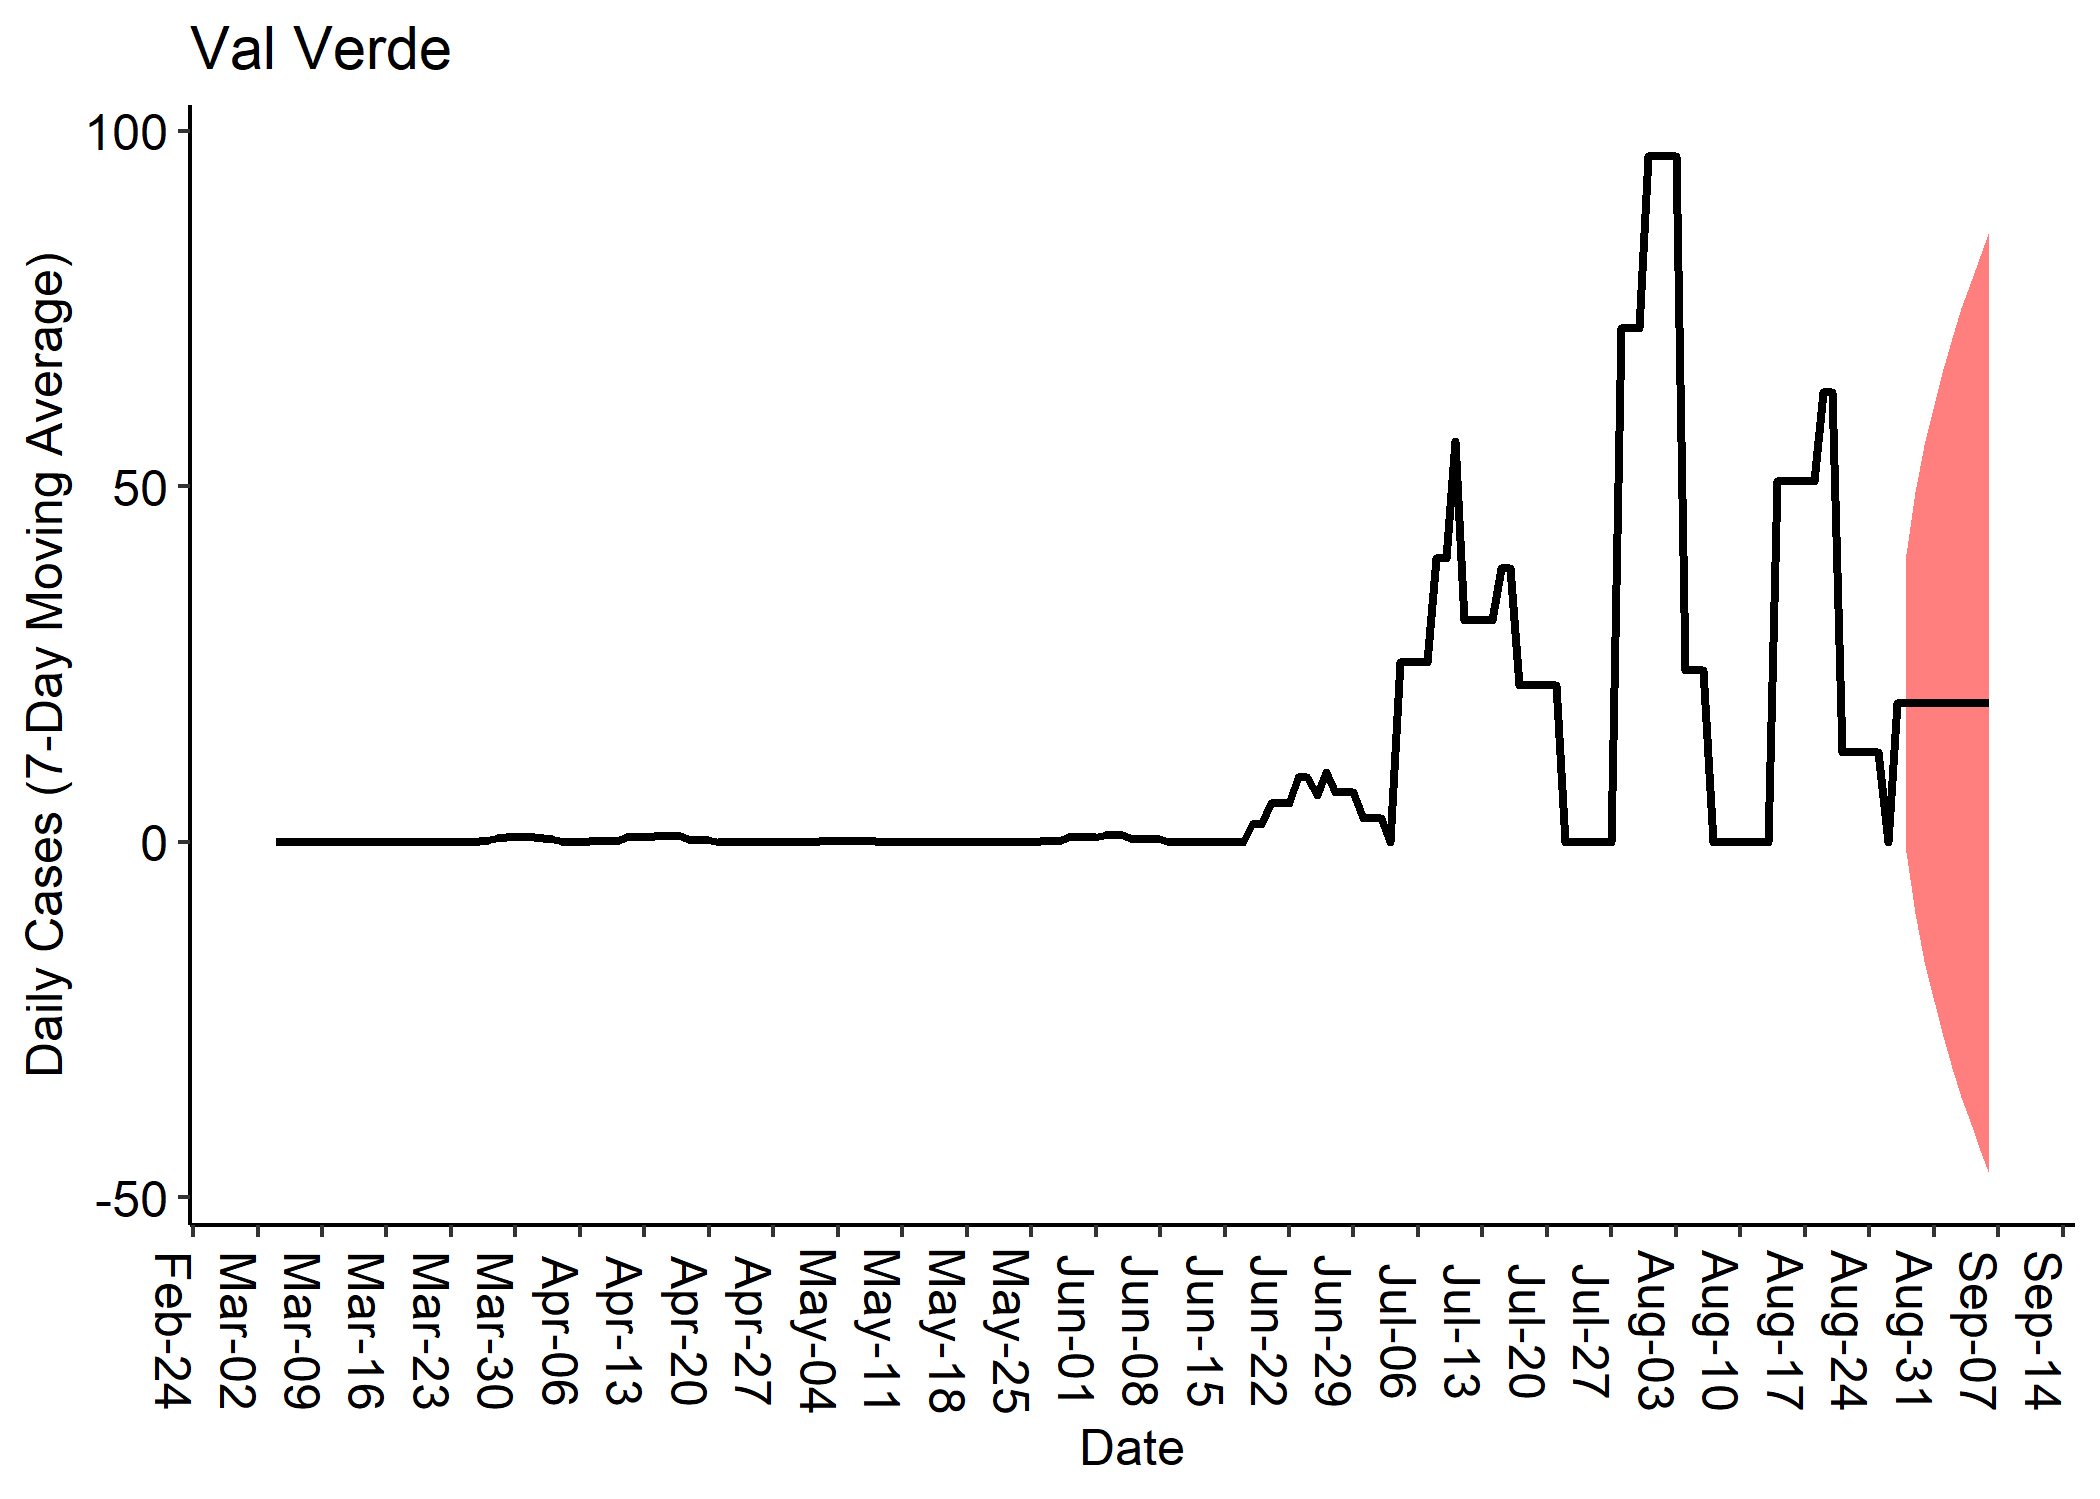 Val Verde
Daily Cases (7-Day Moving Average)
100
50
0
-50
Feb-24
Mar-02
Mar-09
Mar-16
Mar-23
Mar-30
Apr-06
Apr-13
Apr-20
Apr-27
May-04
May-11
May-18
May-25
Jun-01
Jun-08
Jun-15
Jun-22
Jun-29
Jul-06
Jul-13
Jul-20
Jul-27
Aug-03
Aug-10
Aug-17
Aug-24
Aug-31
Sep-07
Sep-14
Date